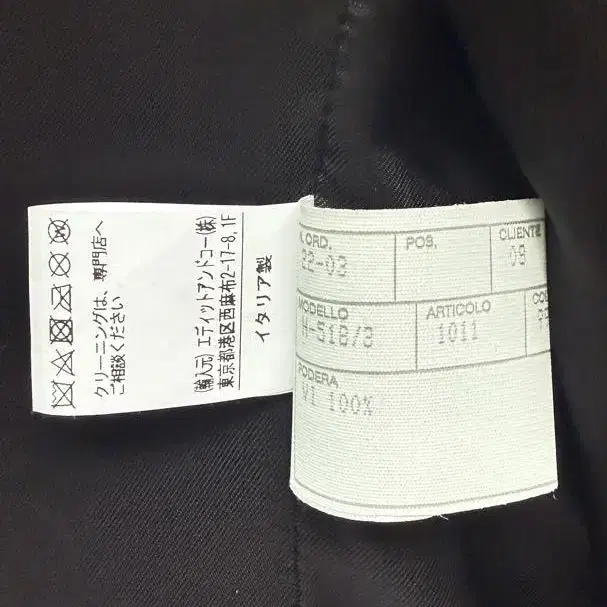 クリーニングは、専門店へ
ご相談ください
(輸入元)エディットアンドコー(株)
東京都港区西麻布2-17-8,1F
イタリア製
ORD.
22-03
POS.
CLIENTE
08
MODELLO
H-518/3
ARTICOLO
1011
CO
FODERA
VI 100%